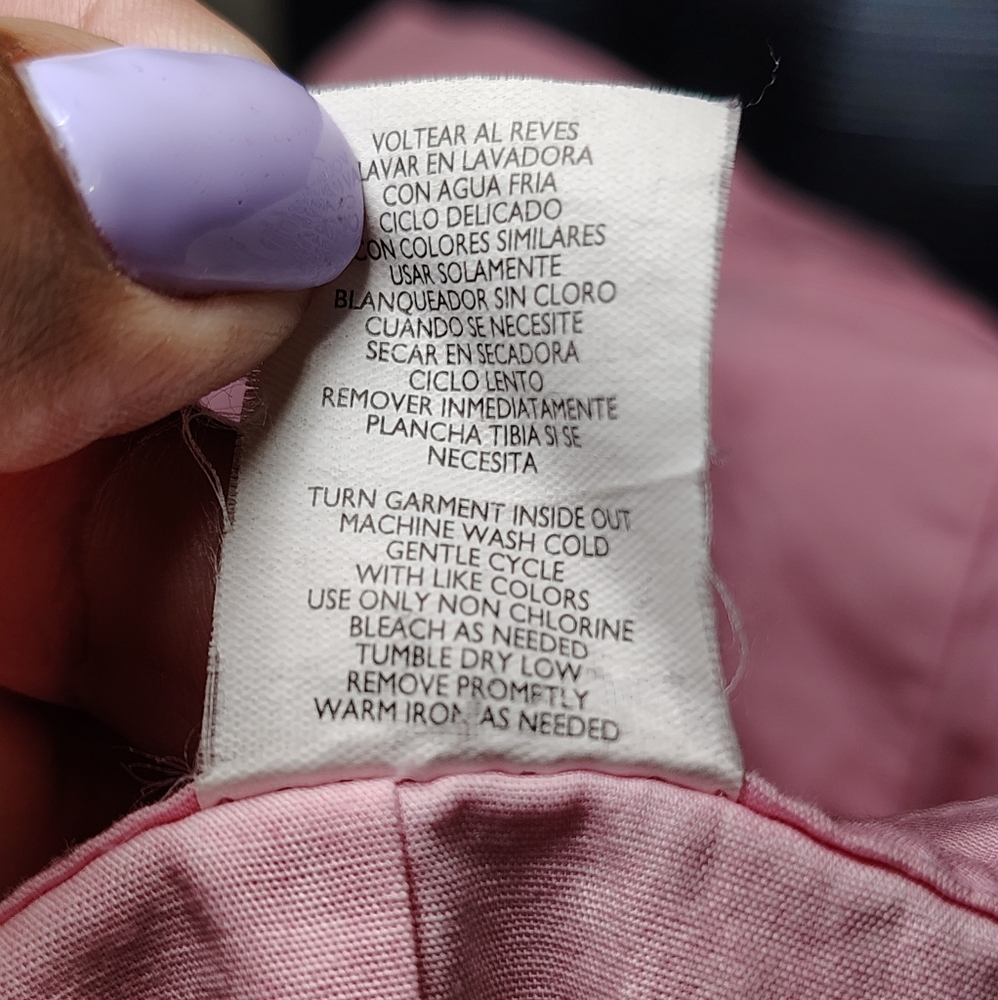 VOLTEAR AL REVES
LAVAR EN LAVADORA
CON AGUA FRIA
CICLO DELICADO
CON COLORES SIMILARES
USAR SOLAMENTE
BLANQUEADOR SIN CLORO
CUANDO SE NECESITE
SECAR EN SECADORA
CICLO LENTO
REMOVER INMEDIATAMENTE
PLANCHA TIBIA SI SE
NECESITA
TURN GARMENT INSIDE OUT
MACHINE WASH COLD
GENTLE CYCLE
WITH LIKE COLORS
USE ONLY NON CHLORINE
BLEACH AS NEEDED
TUMBLE DRY LOW
REMOVE PROMPTLY
WARM IRON AS NEEDED